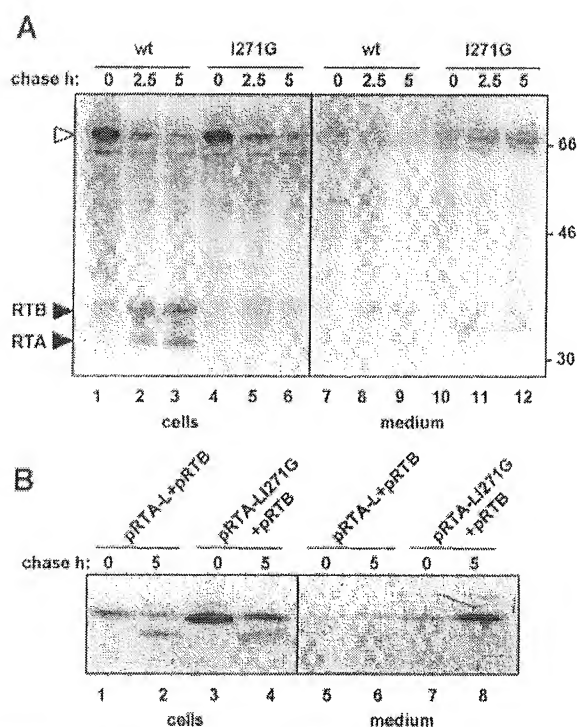 A
wt I271G wt I271G
chase h: 0 2.5 5 0 2.5 5 0 2.5 5 0 2.5 5
66
46
RTB
RTA
30
1 2 3 4 5 6 7 8 9 10 11 12
cells medium
B
pRTA-L+pRTB pRTA-LI271G +pRTB pRTA-L+pRTB pRTA-LI271G +pRTB
chase h: 0 5 0 5 0 5 0 5
1 2 3 4 5 6 7 8
cells medium